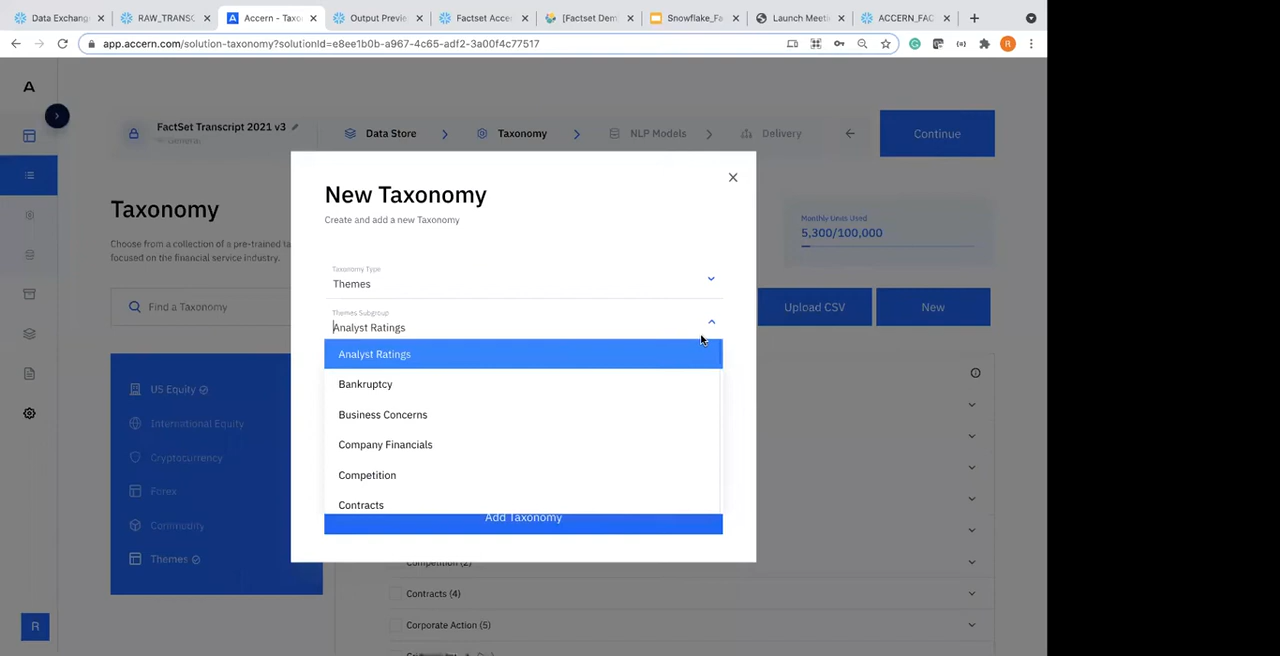 Data Exchan
RAW_TRANSC
Accern - Taxo
Output Previe
Factset Acce
[Factset Dem
Snowflake_Fa
Launch Meeti
ACCERN_FAC
app.accern.com/solution-taxonomy?solutionId=e8ee1b0b-a967-4c65-adf2-3a00f4c77517
R
A
FactSet Transcript 2021 v3
General
Data Store
Taxonomy
NLP Models
Delivery
Continue
New Taxonomy
Create and add a new Taxonomy
Taxonomy
Choose from a collection of a pre-trained ta
focused on the financial service industry.
Monthly Units Used
5,300/100,000
Taxonomy Type
Themes
Find a Taxonomy
Upload CSV
New
Themes Subgroup
Analyst Ratings
Analyst Ratings
Bankruptcy
Business Concerns
Company Financials
Competition
Contracts
Add Taxonomy
US Equity
International Equity
Cryptocurrency
Forex
Commodity
Themes
Competition (2)
Contracts (4)
Corporate Action (5)
R